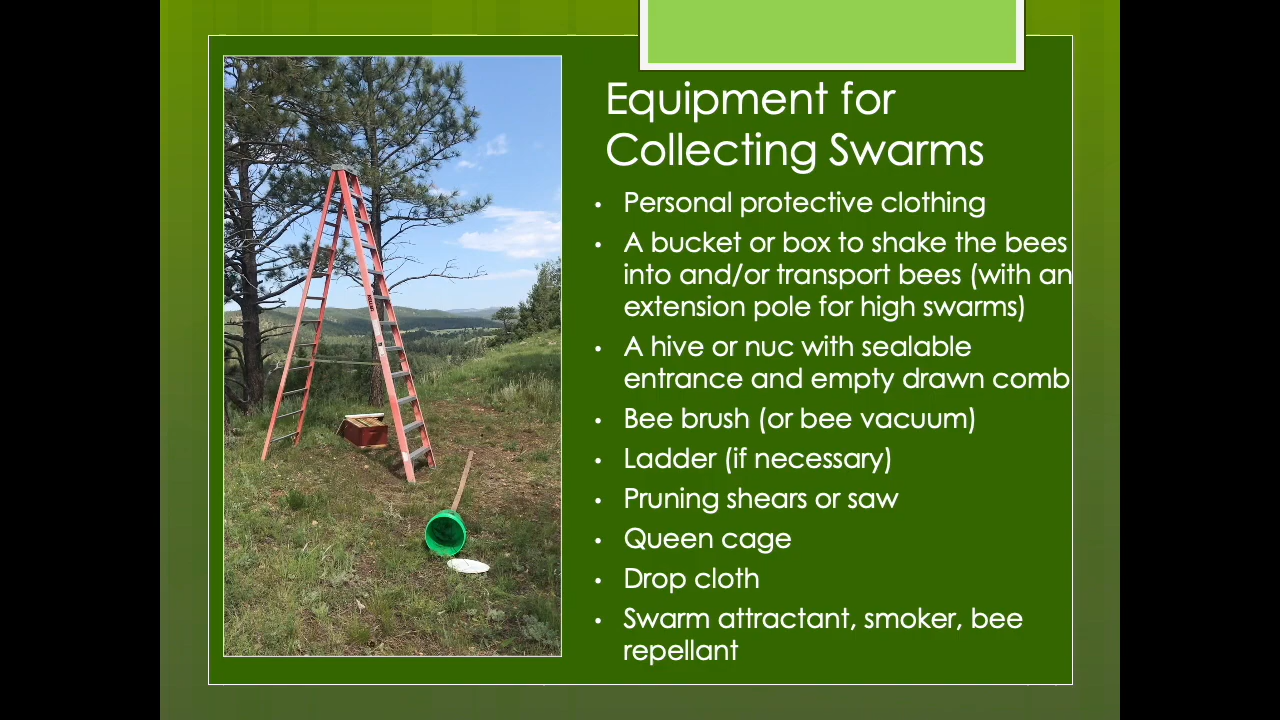 Equipment for
Collecting Swarms
• Personal protective clothing
• A bucket or box to shake the bees
into and/or transport bees (with an
extension pole for high swarms)
• A hive or nuc with sealable
entrance and empty drawn comb
• Bee brush (or bee vacuum)
• Ladder (if necessary)
• Pruning shears or saw
• Queen cage
• Drop cloth
• Swarm attractant, smoker, bee
repellant